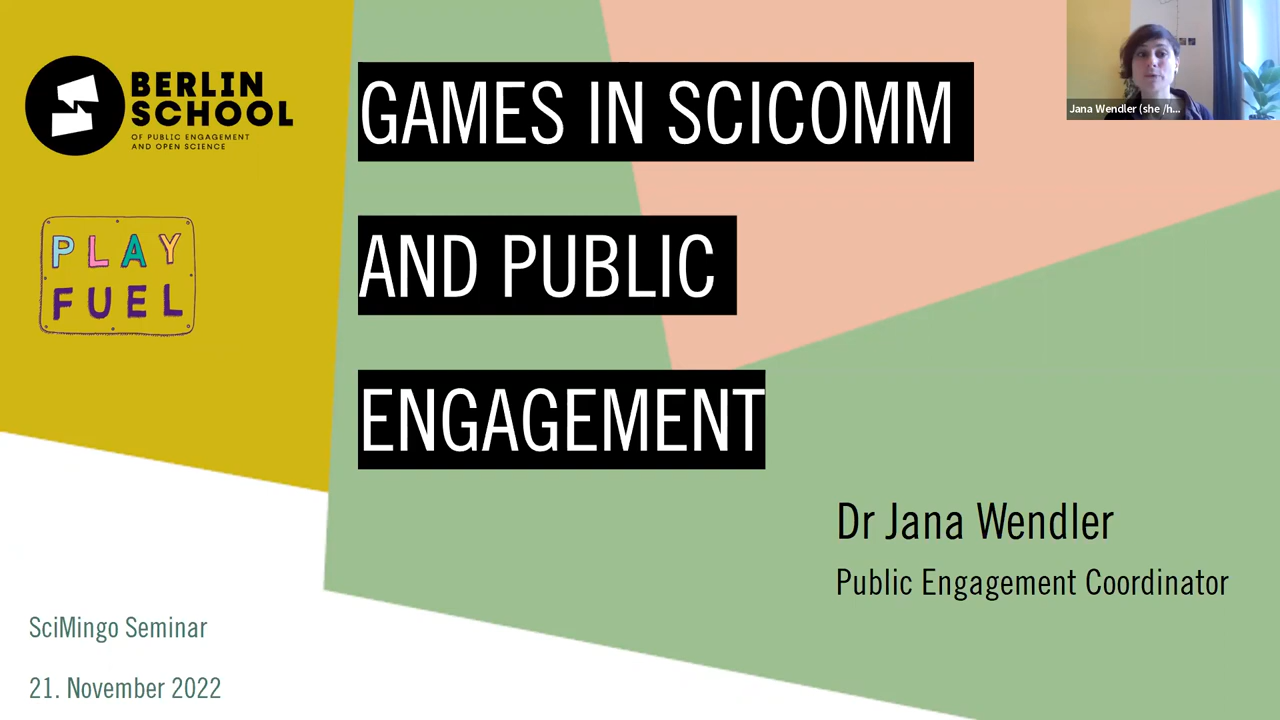 BERLIN
SCHOOL
OF PUBLIC ENGAGEMENT
AND OPEN SCIENCE
PLAY
FUEL
GAMES IN SCICOMM
AND PUBLIC
ENGAGEMENT
Jana Wendler (she /h...
Dr Jana Wendler
Public Engagement Coordinator
SciMingo Seminar
21. November 2022